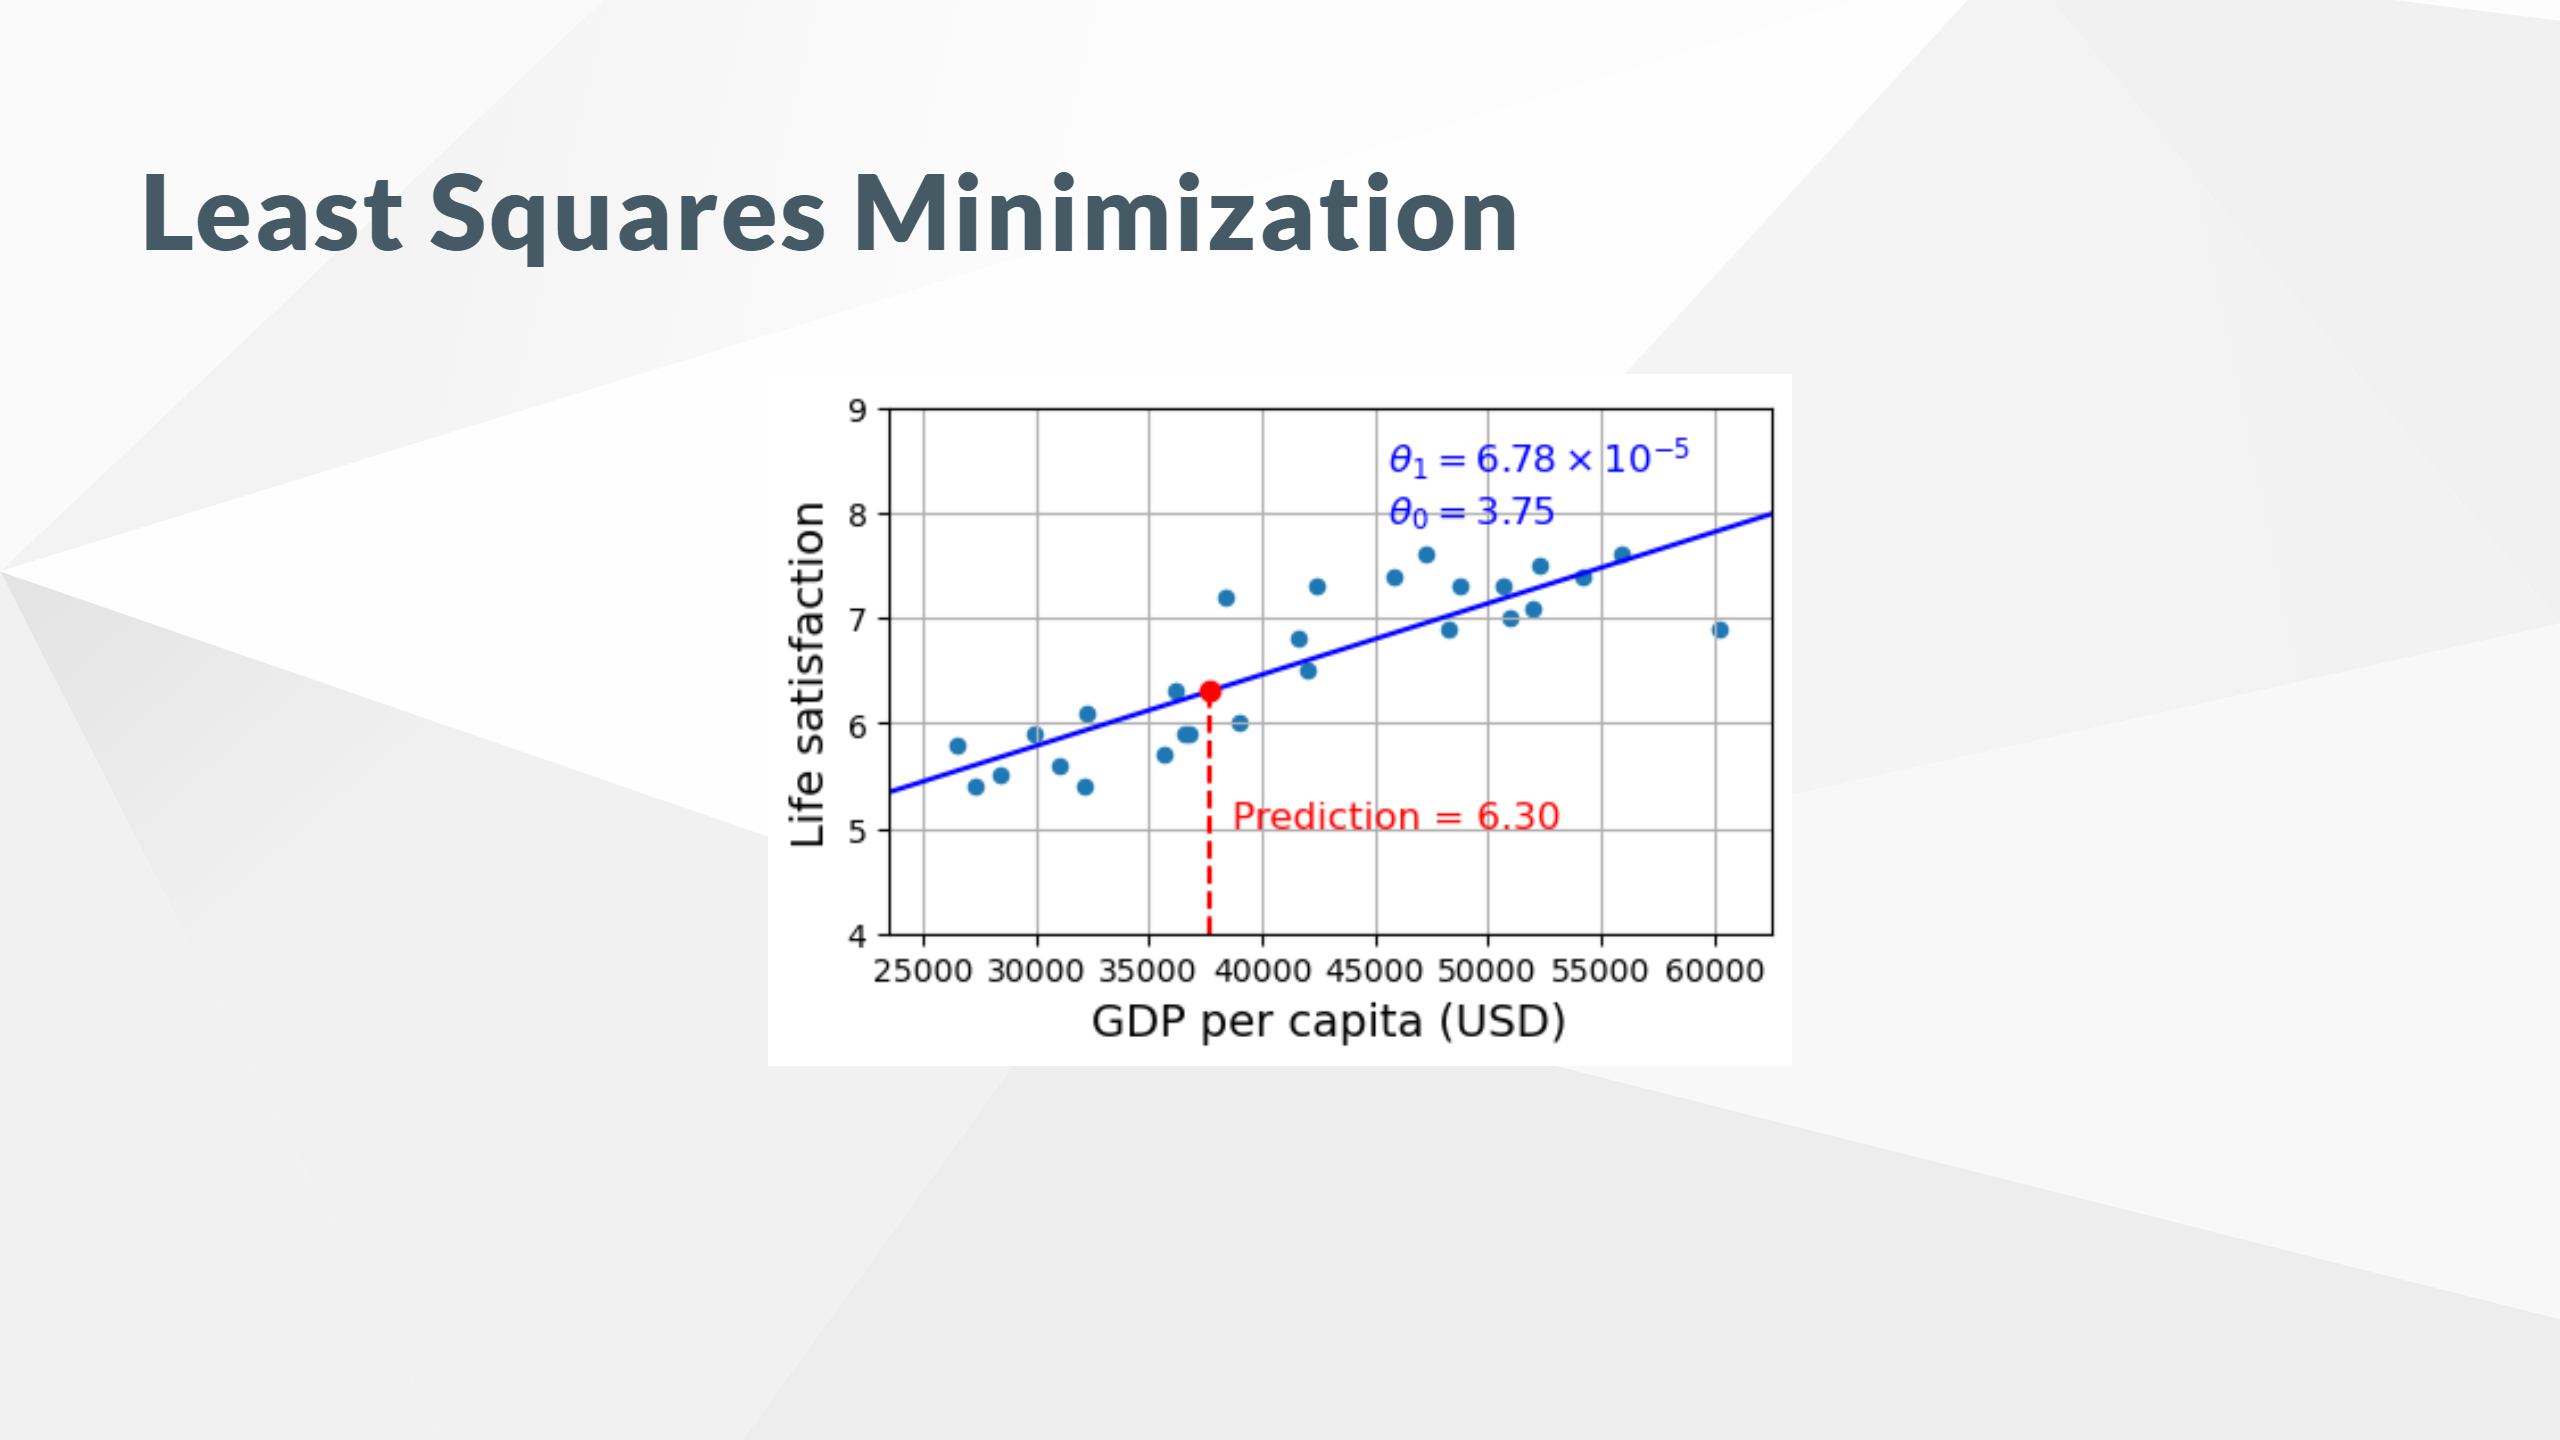 Least Squares Minimization
9
θ₁ = 6.78 × 10⁻⁵
8
θ₀ = 3.75
7
6
5
4
Life satisfaction
Prediction = 6.30
25000 30000 35000 40000 45000 50000 55000 60000
GDP per capita (USD)